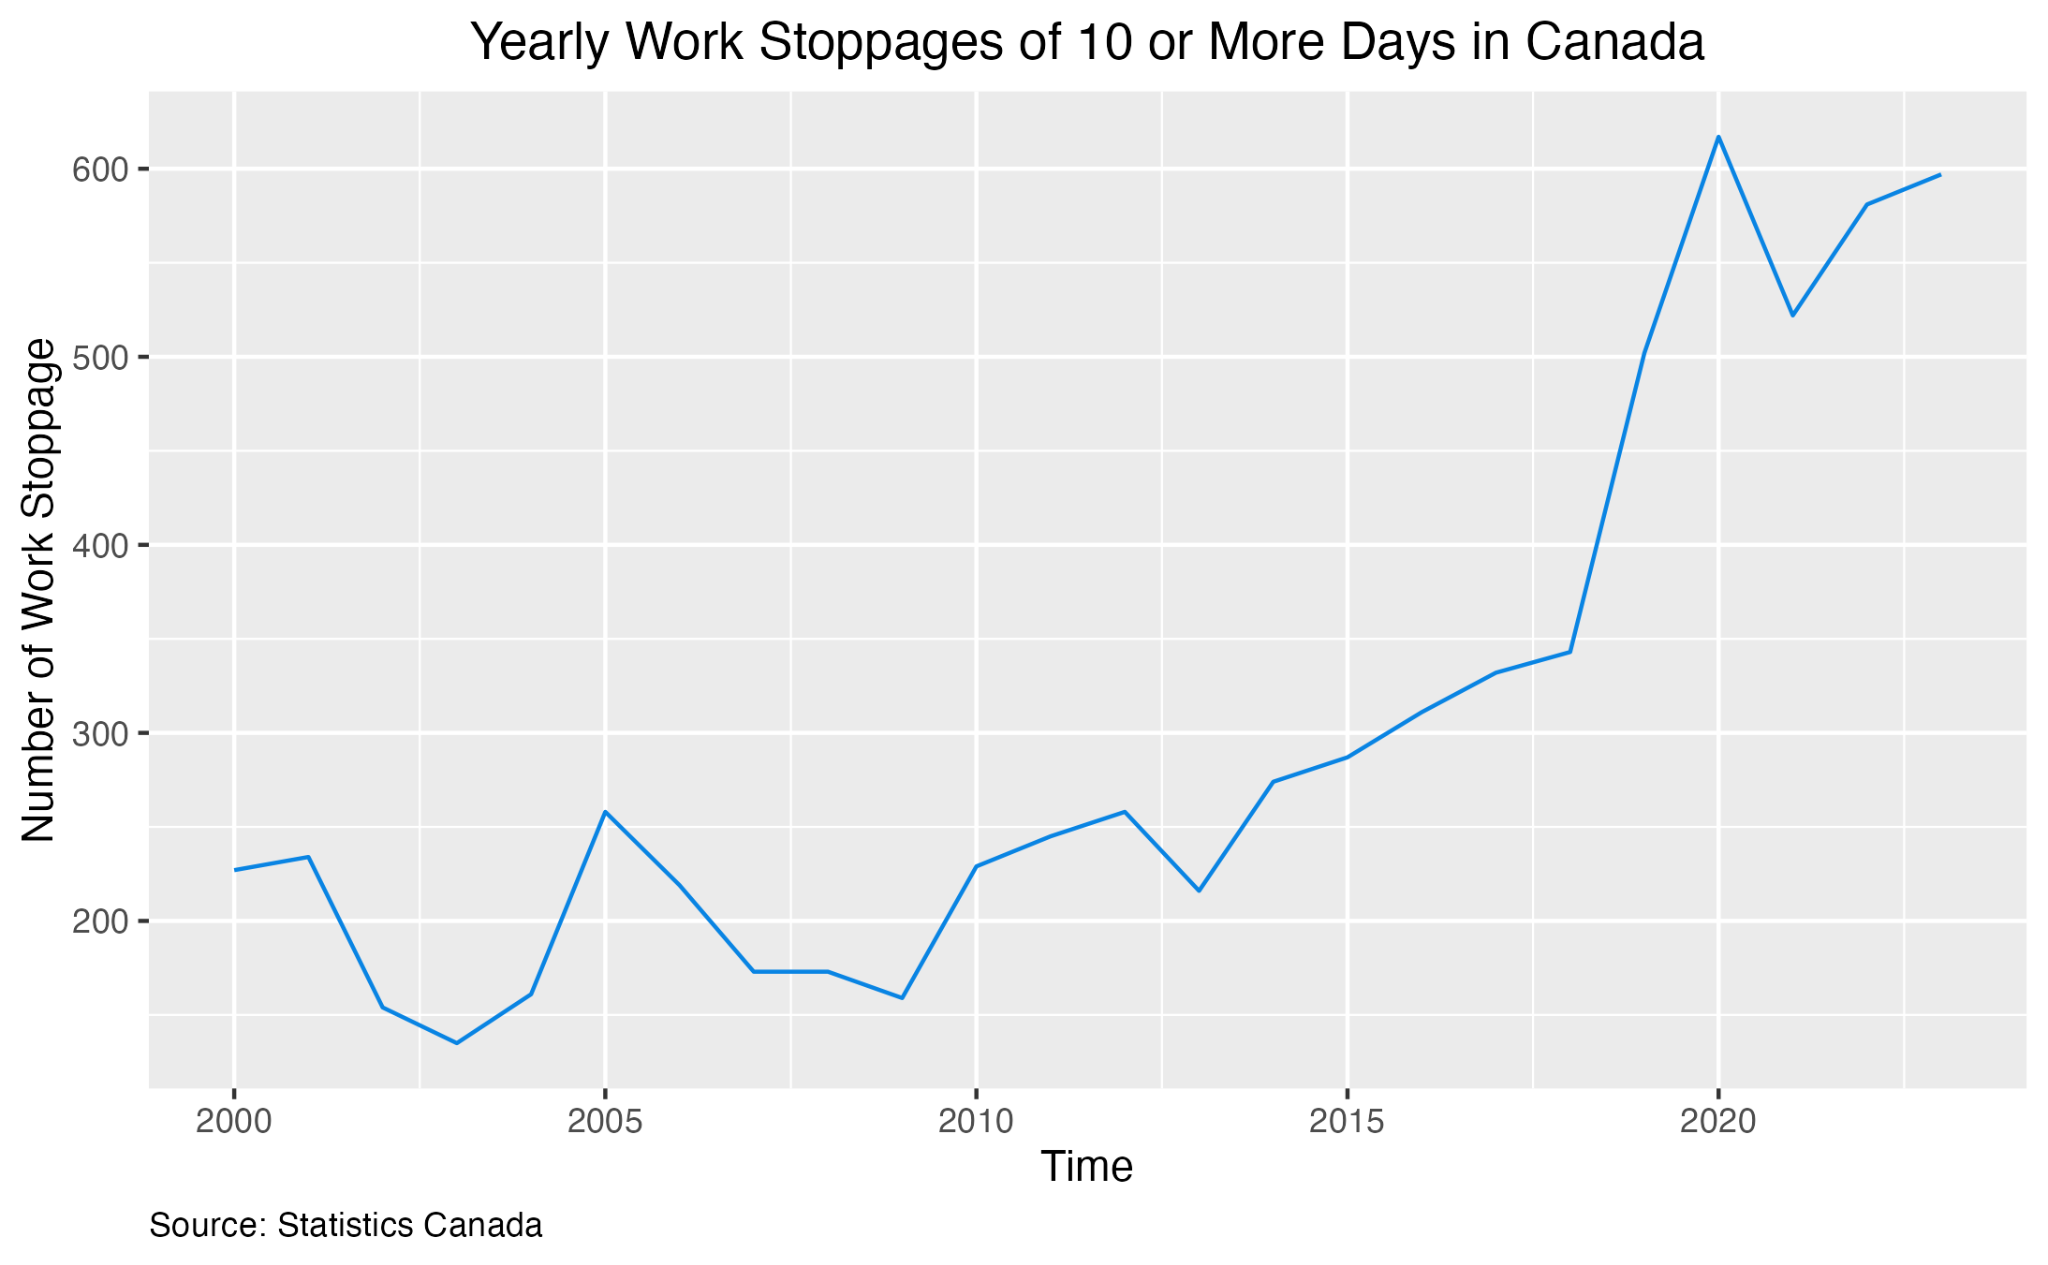 Yearly Work Stoppages of 10 or More Days in Canada
Number of Work Stoppage
600
500
400
300
200
2000 2005 2010 2015 2020
Time
Source: Statistics Canada